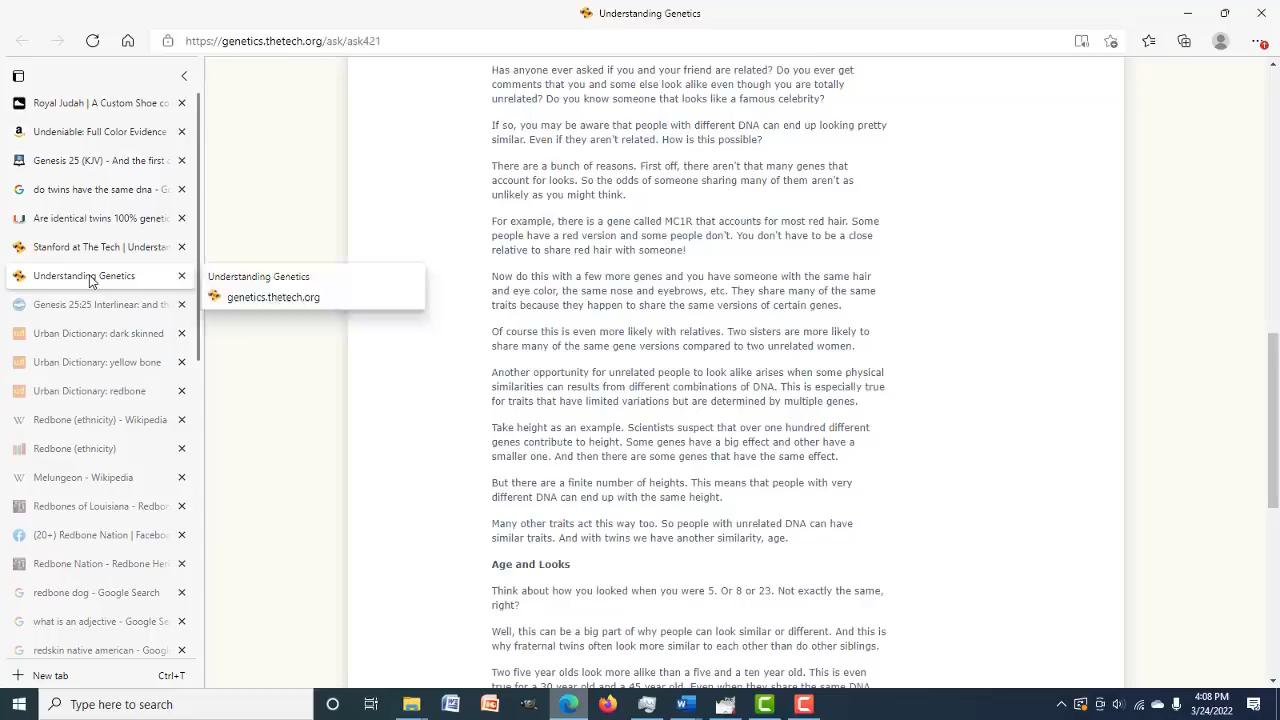 Understanding Genetics
https://genetics.thetech.org/ask/ask421
Royal Judah | A Custom Shoe co
Undeniable: Full Color Evidence
Genesis 25 (KJV) - And the first c
do twins have the same dna - Go
Are identical twins 100% genetic
Stanford at The Tech | Understan
Understanding Genetics
Genesis 25:25 Interlinear: and th
Urban Dictionary: dark skinned
Urban Dictionary: yellow bone
Urban Dictionary: redbone
Redbone (ethnicity) - Wikipedia
Redbone (ethnicity)
Melungeon - Wikipedia
Redbones of Louisiana - Redbon
(20+) Redbone Nation | Facebook
Redbone Nation - Redbone Heri
redbone dog - Google Search
what is an adjective - Google Se
redskin native american - Google
New tab Ctrl+T
Understanding Genetics
genetics.thetech.org
Has anyone ever asked if you and your friend are related? Do you ever get
comments that you and some else look alike even though you are totally
unrelated? Do you know someone that looks like a famous celebrity?
If so, you may be aware that people with different DNA can end up looking pretty
similar. Even if they aren't related. How is this possible?
There are a bunch of reasons. First off, there aren't that many genes that
account for looks. So the odds of someone sharing many of them aren't as
unlikely as you might think.
For example, there is a gene called MC1R that accounts for most red hair. Some
people have a red version and some people don't. You don't have to be a close
relative to share red hair with someone!
Now do this with a few more genes and you have someone with the same hair
and eye color, the same nose and eyebrows, etc. They share many of the same
traits because they happen to share the same versions of certain genes.
Of course this is even more likely with relatives. Two sisters are more likely to
share many of the same gene versions compared to two unrelated women.
Another opportunity for unrelated people to look alike arises when some physical
similarities can results from different combinations of DNA. This is especially true
for traits that have limited variations but are determined by multiple genes.
Take height as an example. Scientists suspect that over one hundred different
genes contribute to height. Some genes have a big effect and other have a
smaller one. And then there are some genes that have the same effect.
But there are a finite number of heights. This means that people with very
different DNA can end up with the same height.
Many other traits act this way too. So people with unrelated DNA can have
similar traits. And with twins we have another similarity, age.
Age and Looks
Think about how you looked when you were 5. Or 8 or 23. Not exactly the same,
right?
Well, this can be a big part of why people can look similar or different. And this is
why fraternal twins often look more similar to each other than do other siblings.
Two five year olds look more alike than a five and a ten year old. This is even
true for a 30 year old and a 45 year old. Even when they share the same DNA
Type here to search
4:08 PM
3/24/2022